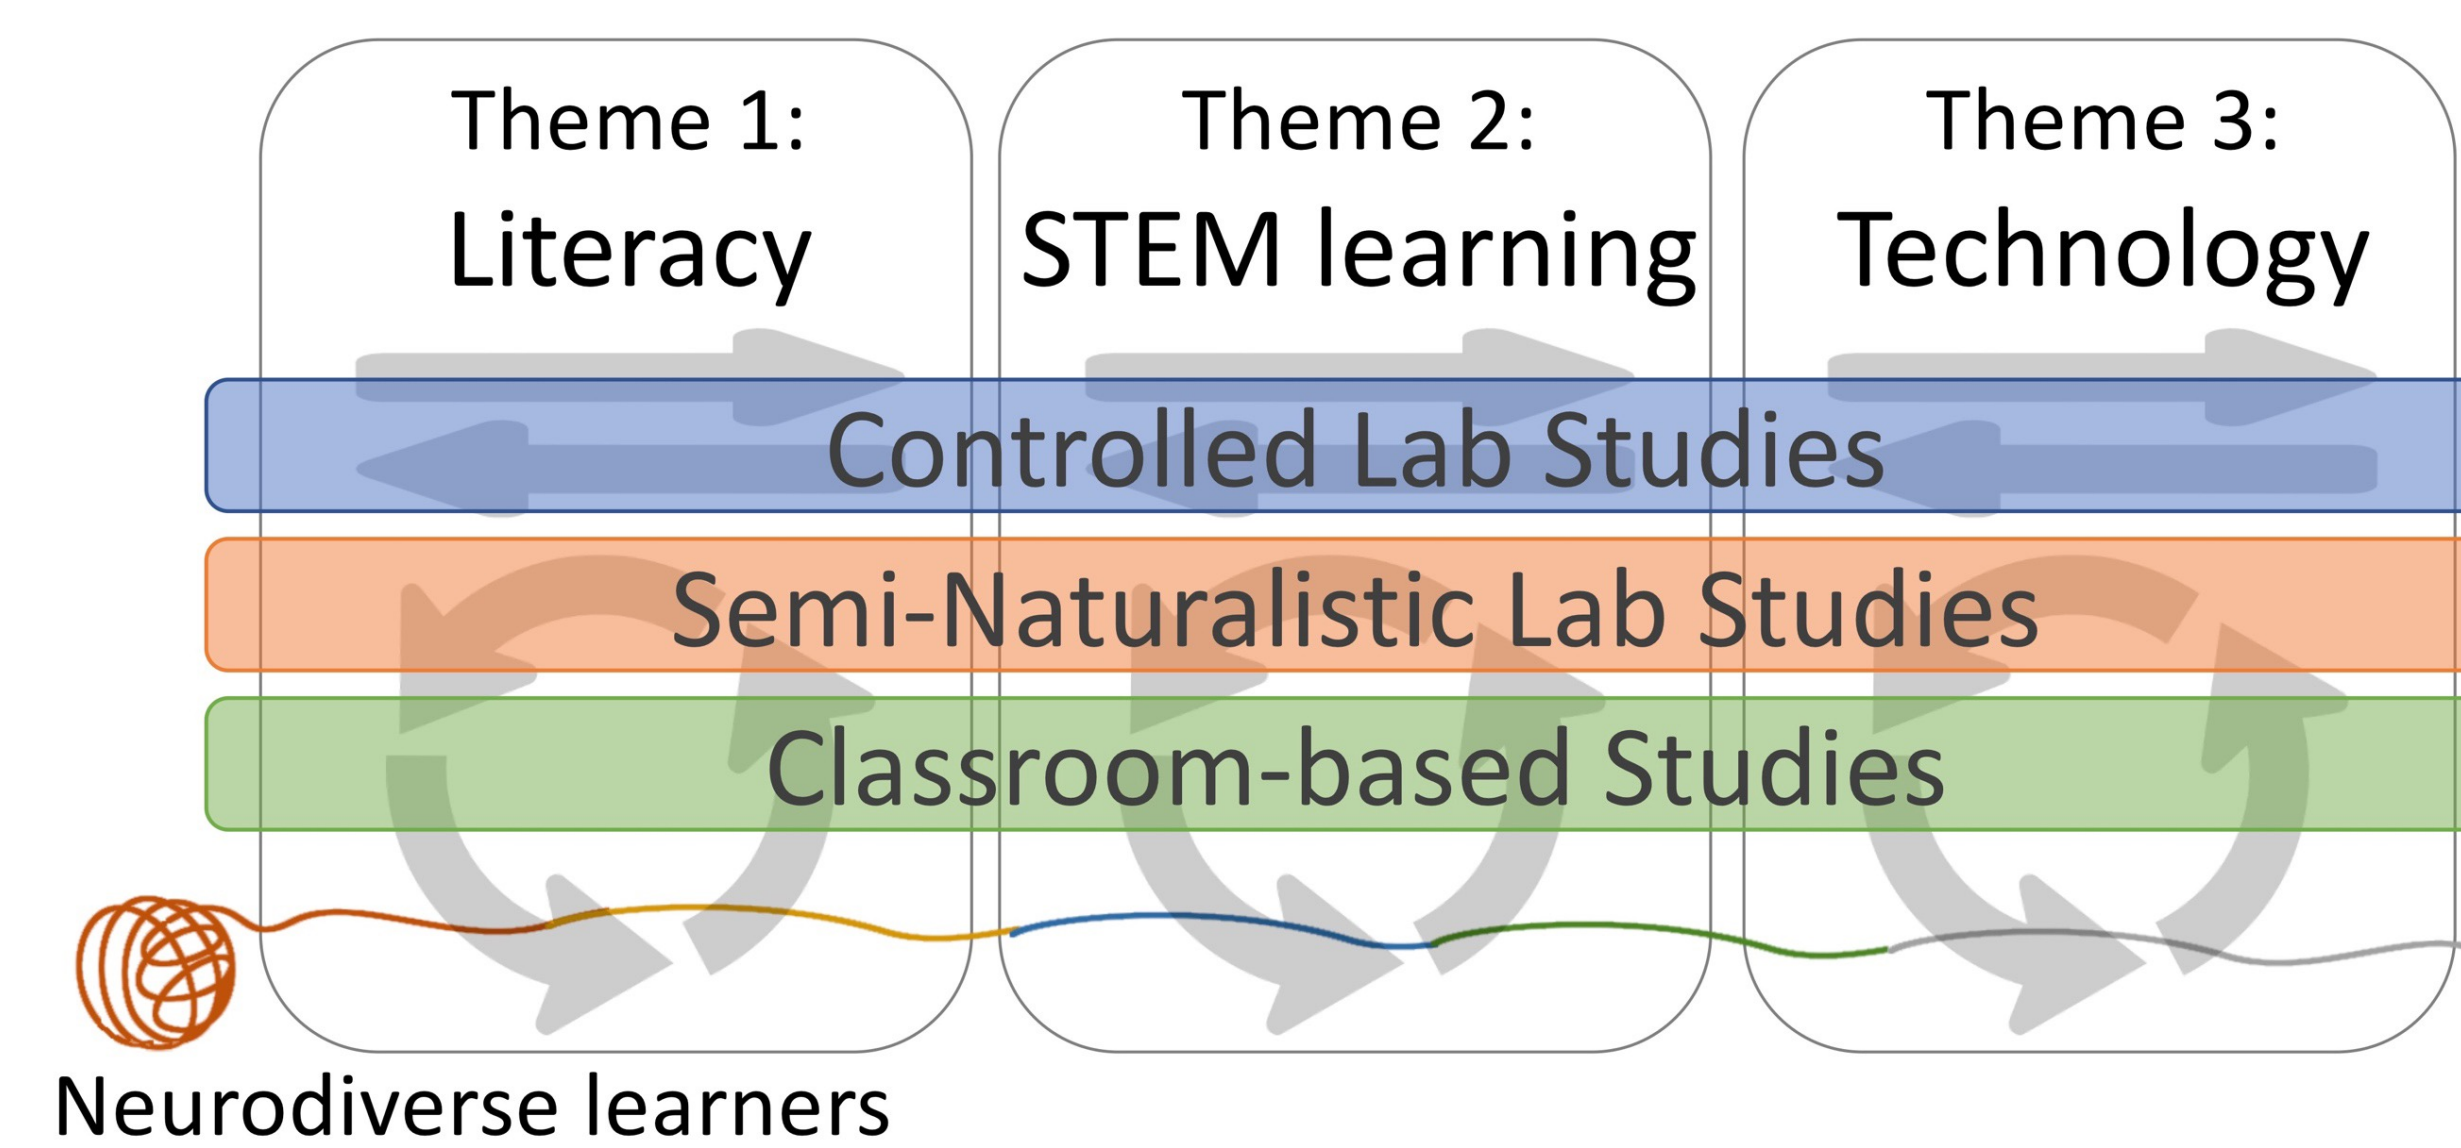 Theme 1:
Literacy
Theme 2:
STEM learning
Theme 3:
Technology
Controlled Lab Studies
Semi-Naturalistic Lab Studies
Classroom-based Studies
Neurodiverse learners